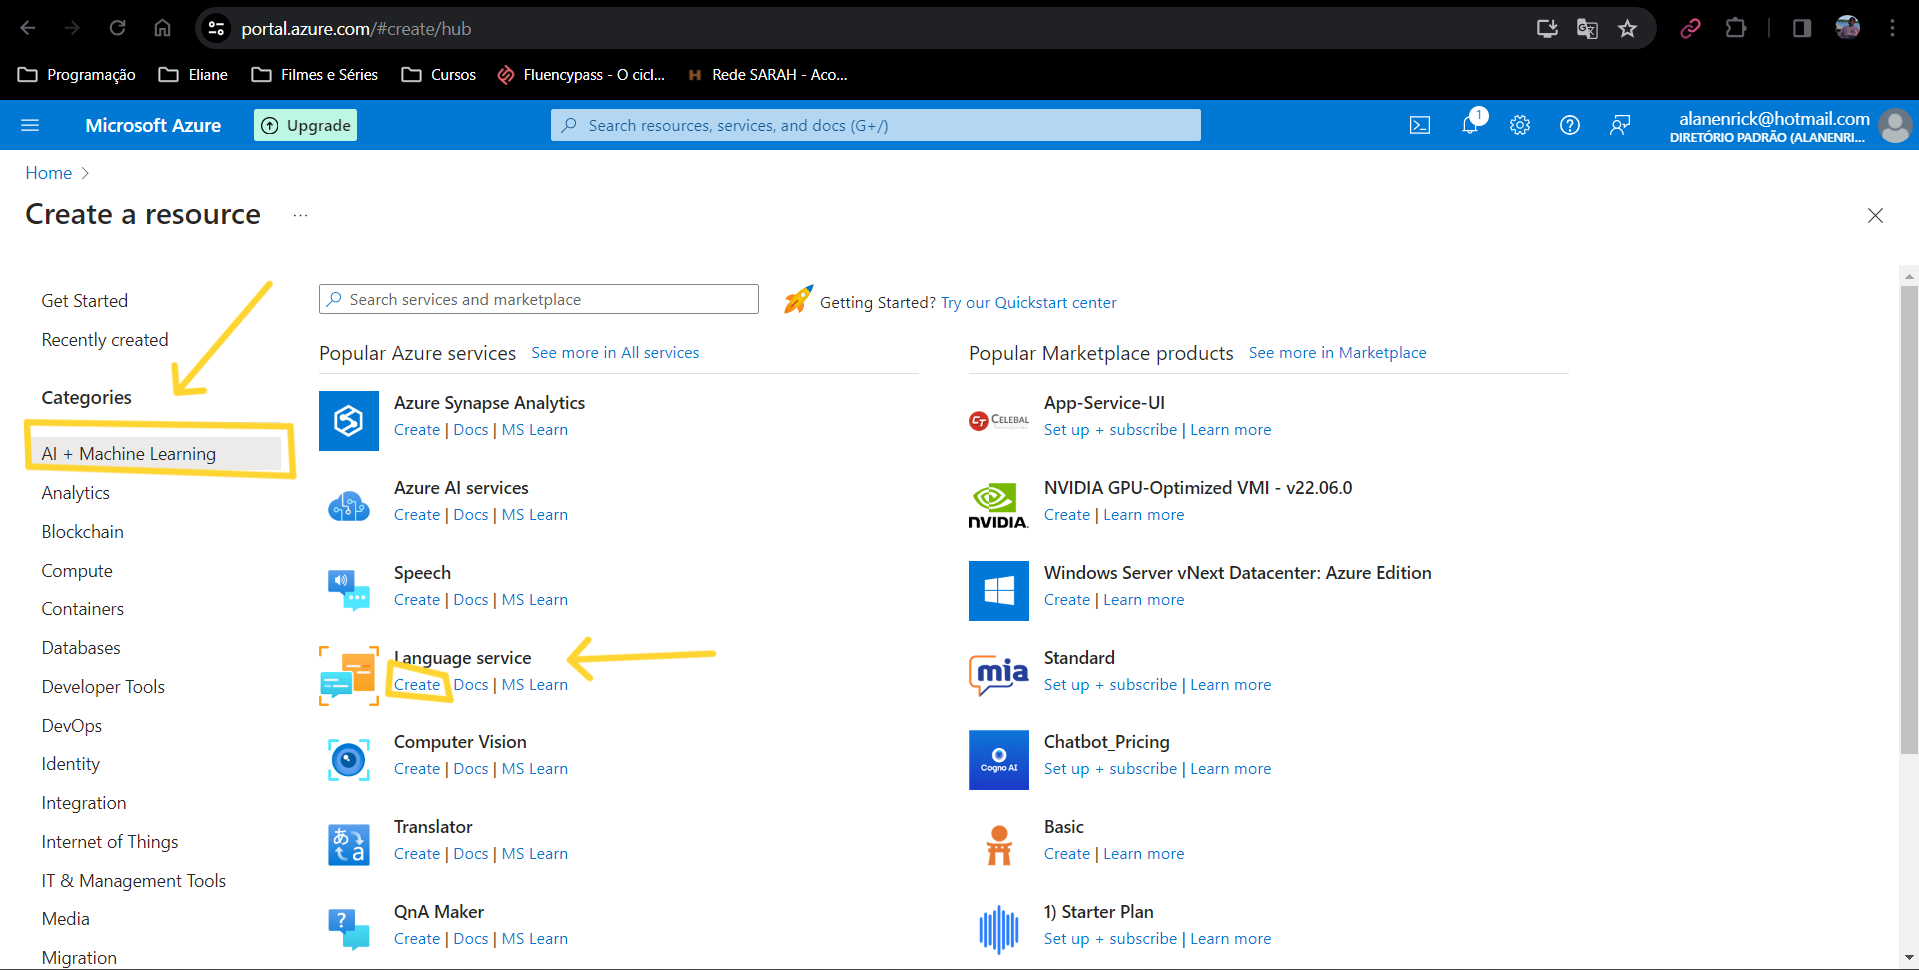 portal.azure.com/#create/hub
Programação Eliane Filmes e Séries Cursos Fluencypass - O cicl... Rede SARAH - Aco...
Microsoft Azure Upgrade Search resources, services, and docs (G+/) 1 alanenrick@hotmail.com
DIRETÓRIO PADRÃO (ALANENRI...
Home >
Create a resource ...
Get Started
Recently created
Categories
AI + Machine Learning
Analytics
Blockchain
Compute
Containers
Databases
Developer Tools
DevOps
Identity
Integration
Internet of Things
IT & Management Tools
Media
Migration
Search services and marketplace
Getting Started? Try our Quickstart center
Popular Azure services See more in All services
Azure Synapse Analytics
Create | Docs | MS Learn
Azure AI services
Create | Docs | MS Learn
Speech
Create | Docs | MS Learn
Language service
Create Docs | MS Learn
Computer Vision
Create | Docs | MS Learn
Translator
Create | Docs | MS Learn
QnA Maker
Create | Docs | MS Learn
Popular Marketplace products See more in Marketplace
CT CELEBAL
App-Service-UI
Set up + subscribe | Learn more
NVIDIA.
NVIDIA GPU-Optimized VMI - v22.06.0
Create | Learn more
Windows Server vNext Datacenter: Azure Edition
Create | Learn more
mia
Standard
Set up + subscribe | Learn more
Cogno AI
Chatbot_Pricing
Set up + subscribe | Learn more
Basic
Create | Learn more
1) Starter Plan
Set up + subscribe | Learn more